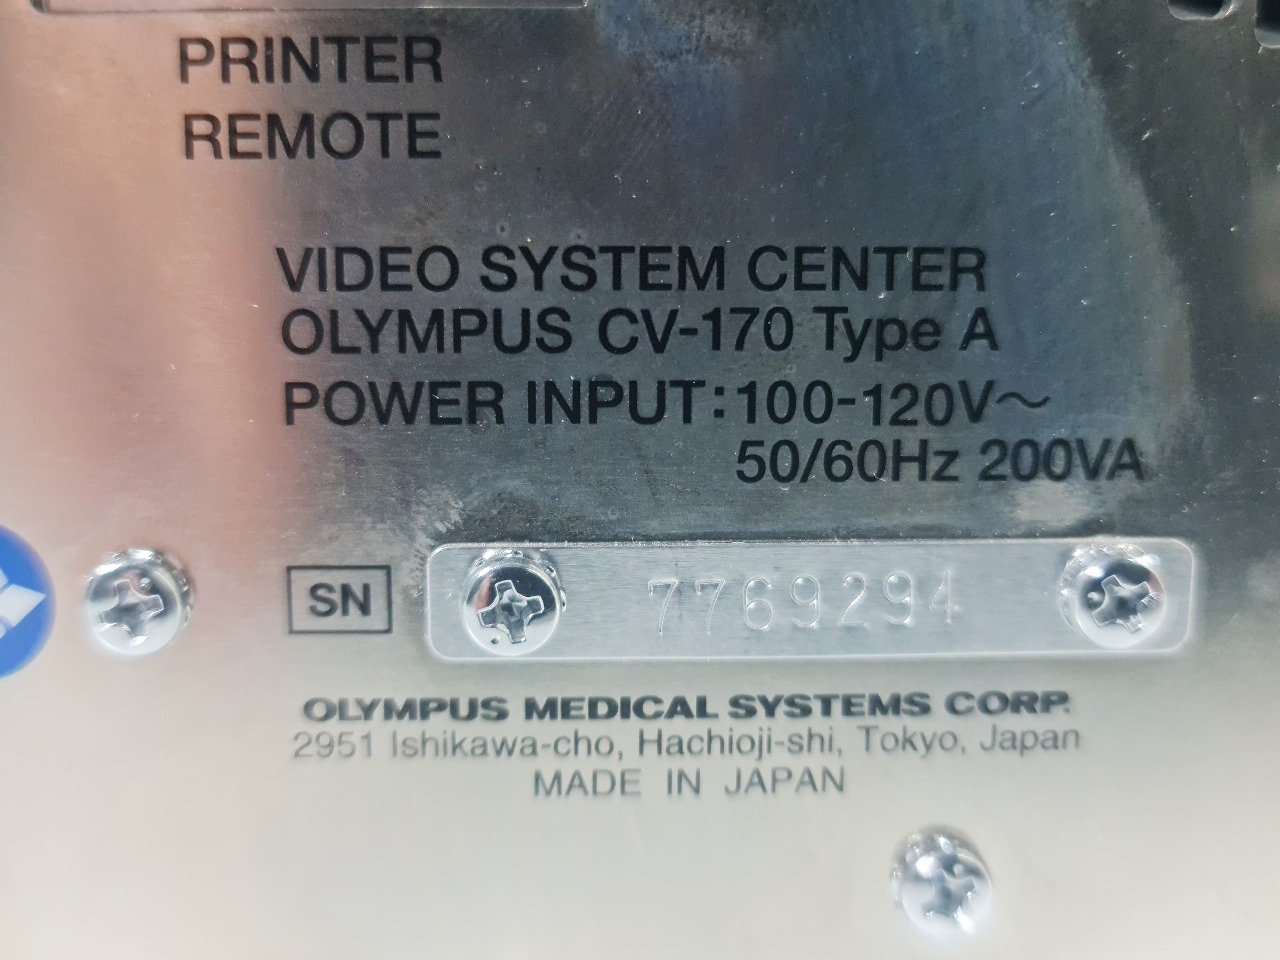 PRINTER
REMOTE
VIDEO SYSTEM CENTER
OLYMPUS CV-170 Type A
POWER INPUT:100-120V～
50/60Hz 200VA
SN 7769294
OLYMPUS MEDICAL SYSTEMS CORP.
2951 Ishikawa-cho, Hachioji-shi, Tokyo, Japan
MADE IN JAPAN